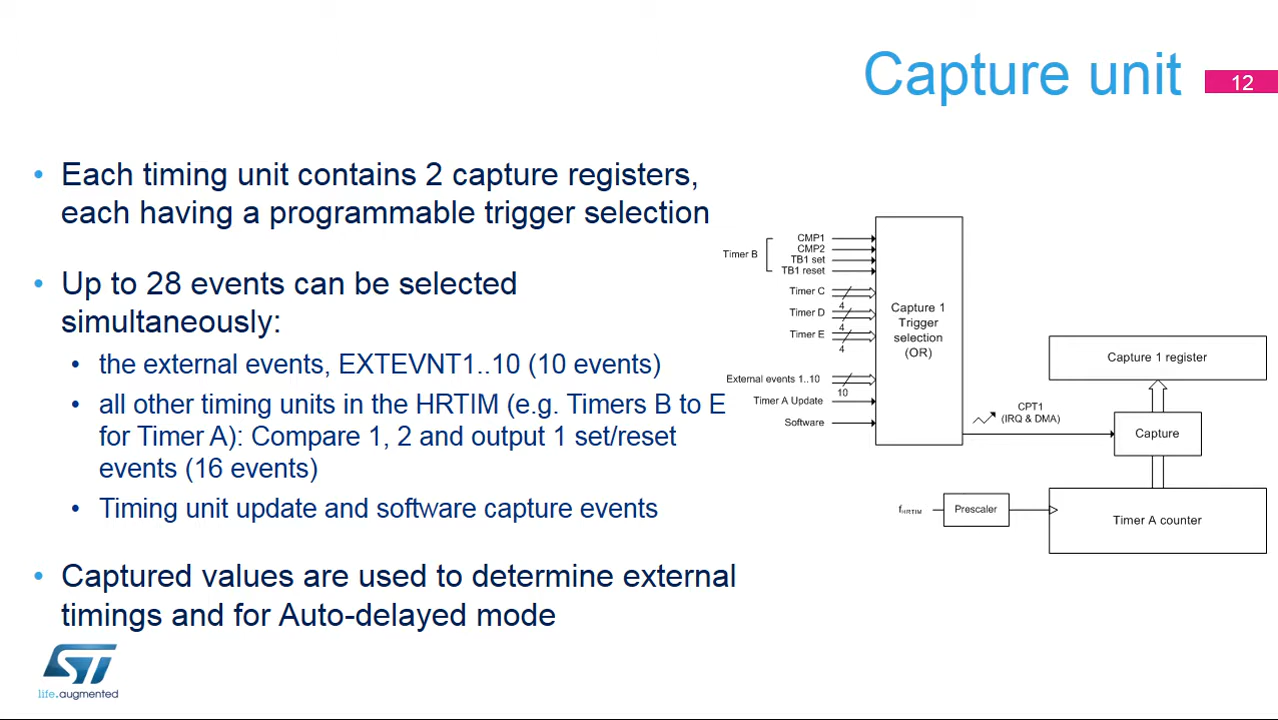 Capture unit
12
• Each timing unit contains 2 capture registers,
each having a programmable trigger selection
• Up to 28 events can be selected
simultaneously:
• the external events, EXTEVNT1..10 (10 events)
• all other timing units in the HRTIM (e.g. Timers B to E
for Timer A): Compare 1, 2 and output 1 set/reset
events (16 events)
• Timing unit update and software capture events
• Captured values are used to determine external
timings and for Auto-delayed mode
Timer B
CMP1
CMP2
TB1 set
TB1 reset
Timer C
4
Timer D
4
Timer E
4
External events 1..10
10
Timer A Update
Software
Capture 1
Trigger
selection
(OR)
CPT1
(IRQ & DMA)
Capture 1 register
Capture
fHRTIM
Prescaler
Timer A counter
ST
life.augmented